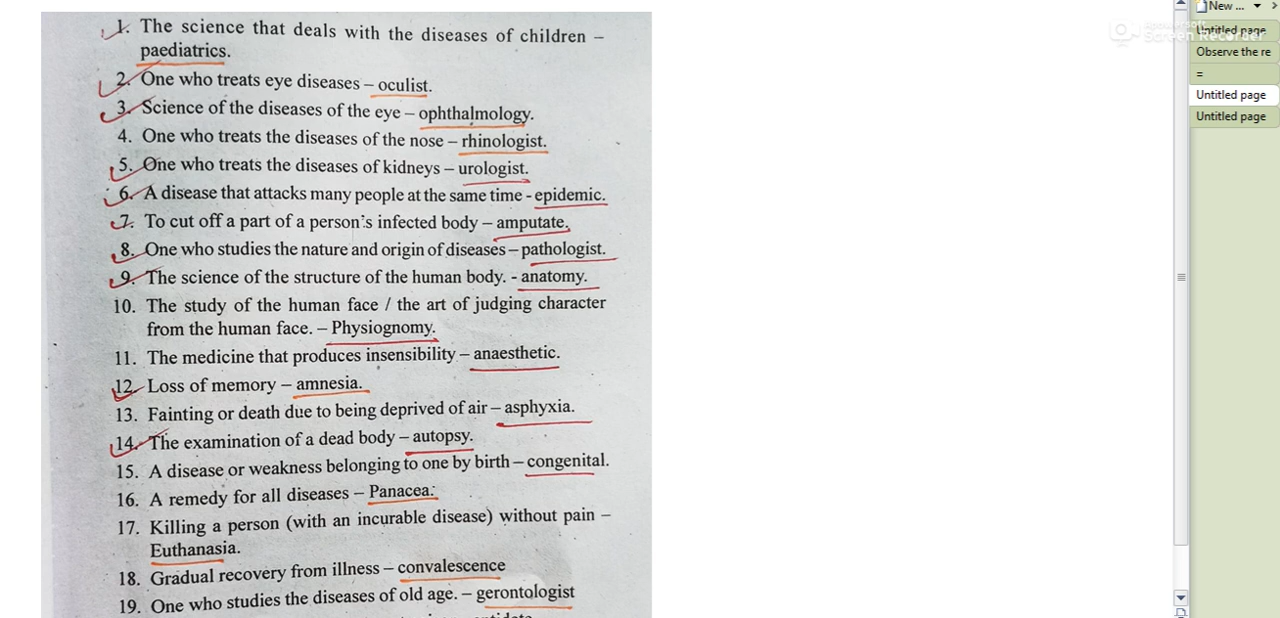 1. The science that deals with the diseases of children –
paediatrics.
2. One who treats eye diseases – oculist.
3. Science of the diseases of the eye – ophthalmology.
4. One who treats the diseases of the nose – rhinologist.
5. One who treats the diseases of kidneys – urologist.
6. A disease that attacks many people at the same time - epidemic.
7. To cut off a part of a person's infected body – amputate.
8. One who studies the nature and origin of diseases – pathologist.
9. The science of the structure of the human body. - anatomy.
10. The study of the human face / the art of judging character
from the human face. – Physiognomy.
11. The medicine that produces insensibility – anaesthetic.
12. Loss of memory – amnesia.
13. Fainting or death due to being deprived of air – asphyxia.
14. The examination of a dead body – autopsy.
15. A disease or weakness belonging to one by birth – congenital.
16. A remedy for all diseases – Panacea.
17. Killing a person (with an incurable disease) without pain –
Euthanasia.
18. Gradual recovery from illness – convalescence
19. One who studies the diseases of old age. – gerontologist
New ...
Screen Recorder
Untitled page
Observe the re
=
Untitled page
Untitled page